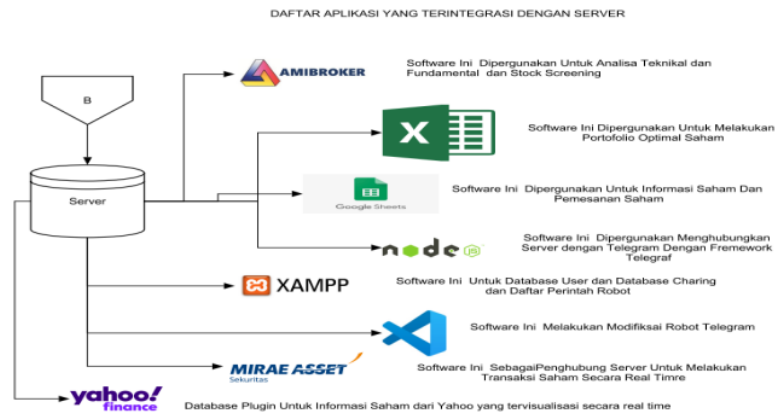 DAFTAR APLIKASI YANG TERINTEGRASI DENGAN SERVER
B
Server
AMIBROKER
Software Ini Dipergunakan Untuk Analisa Teknikal dan
Fundamental dan Stock Screening
X
Software Ini Dipergunakan Untuk Melakukan
Portofolio Optimal Saham
Google Sheets
Software Ini Dipergunakan Untuk Informasi Saham Dan
Pemesanan Saham
node
JS
Software Ini Dipergunakan Menghubungkan
Server dengan Telegram Dengan Fremework
Telegraf
XAMPP
Software Ini Untuk Database User dan Database Charing
dan Daftar Perintah Robot
Software Ini Melakukan Modifiksai Robot Telegram
MIRAE ASSET
Sekuritas
Software Ini SebagaiPenghubung Server Untuk Melakukan
Transaksi Saham Secara Real Timre
yahoo!
finance
Database Plugin Untuk Informasi Saham dari Yahoo yang tervisualisasi secara real time